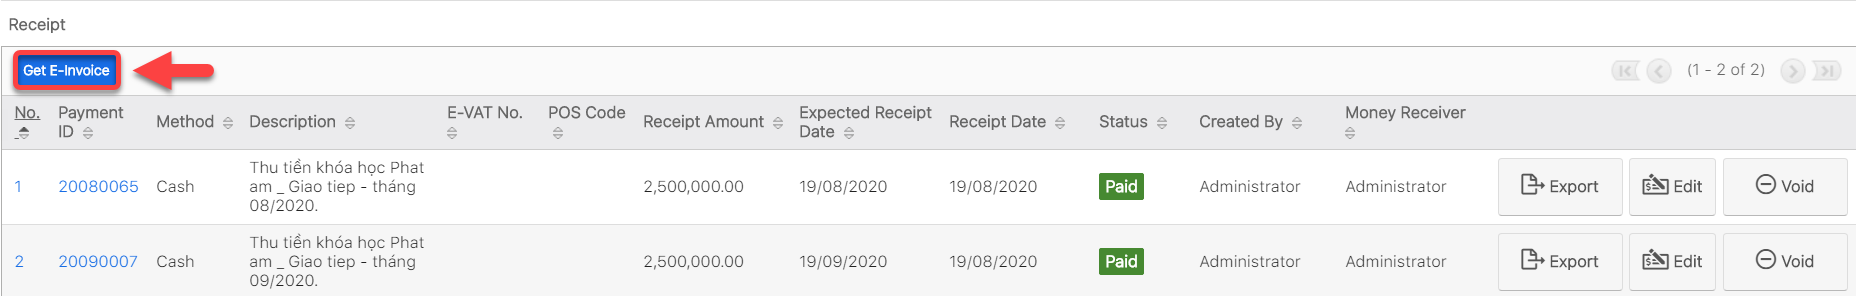 Receipt
Get E-Invoice
(1 - 2 of 2)
No. Payment ID Method Description E-VAT No. POS Code Receipt Amount Expected Receipt Date Receipt Date Status Created By Money Receiver
1 20080065 Cash Thu tiền khóa học Phat am _ Giao tiep - tháng 08/2020. 2,500,000.00 19/08/2020 19/08/2020 Paid Administrator Administrator Export Edit Void
2 20090007 Cash Thu tiền khóa học Phat am _ Giao tiep - tháng 09/2020. 2,500,000.00 19/09/2020 19/08/2020 Paid Administrator Administrator Export Edit Void